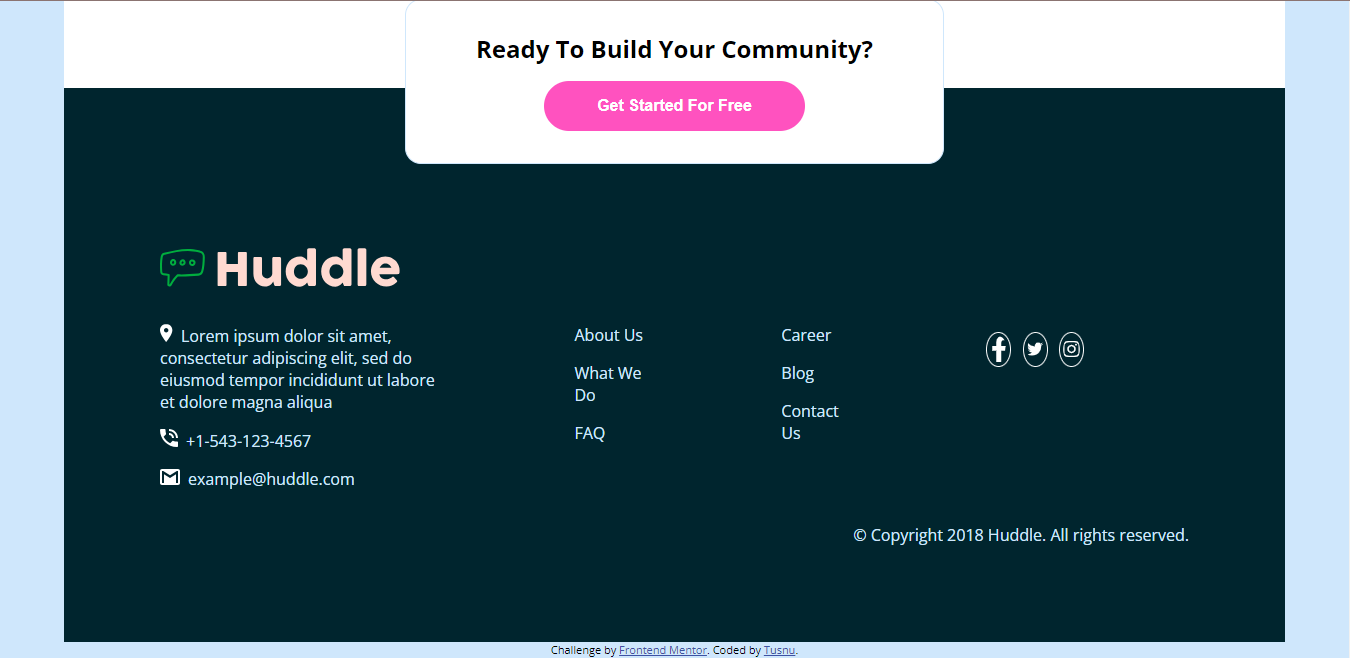 Ready To Build Your Community?
Get Started For Free
Huddle
Lorem ipsum dolor sit amet,
consectetur adipiscing elit, sed do
eiusmod tempor incididunt ut labore
et dolore magna aliqua
+1-543-123-4567
example@huddle.com
About Us
What We
Do
FAQ
Career
Blog
Contact
Us
© Copyright 2018 Huddle. All rights reserved.
Challenge by Frontend Mentor. Coded by Tusnu.